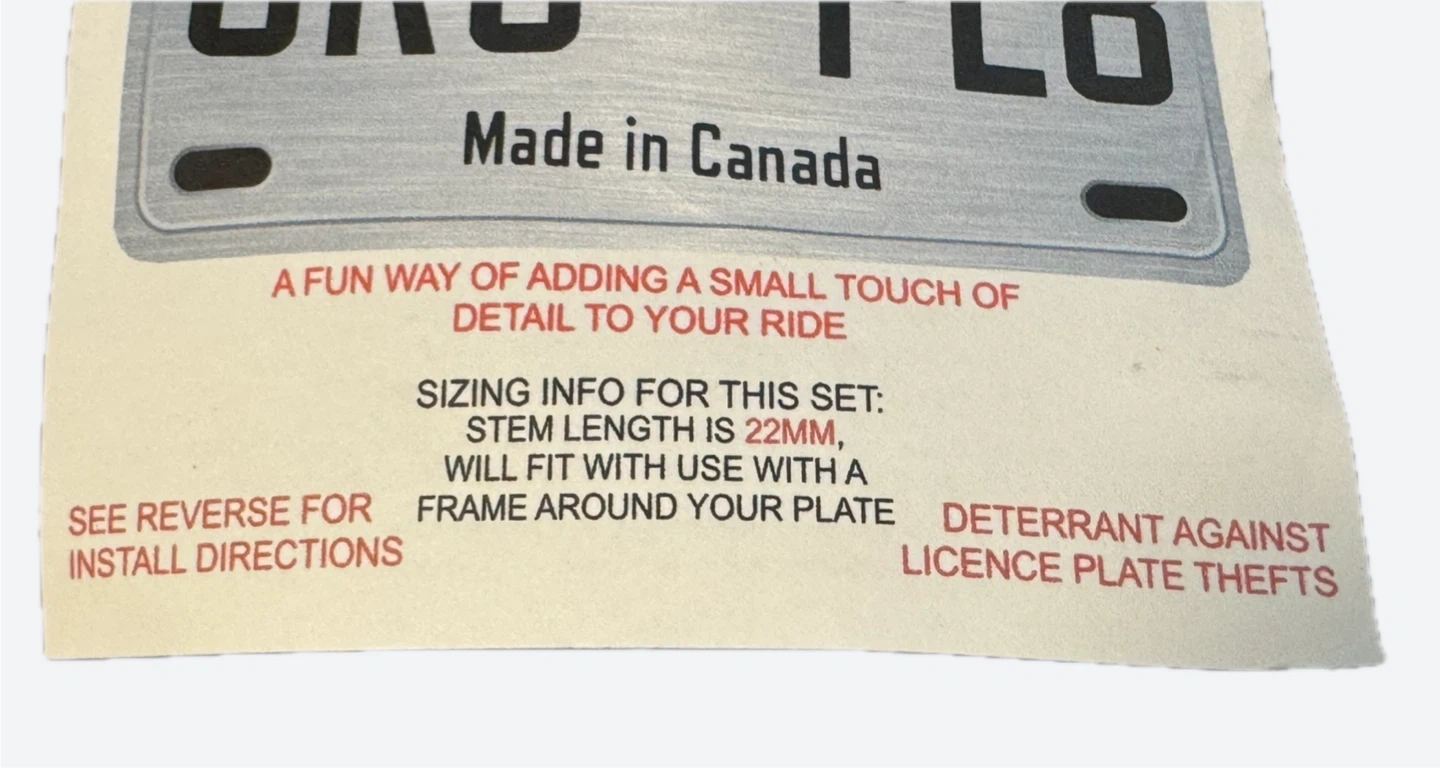 Made in Canada
A FUN WAY OF ADDING A SMALL TOUCH OF
DETAIL TO YOUR RIDE
SIZING INFO FOR THIS SET:
STEM LENGTH IS 22MM,
WILL FIT WITH USE WITH A
FRAME AROUND YOUR PLATE
SEE REVERSE FOR
INSTALL DIRECTIONS
DETERRANT AGAINST
LICENCE PLATE THEFTS